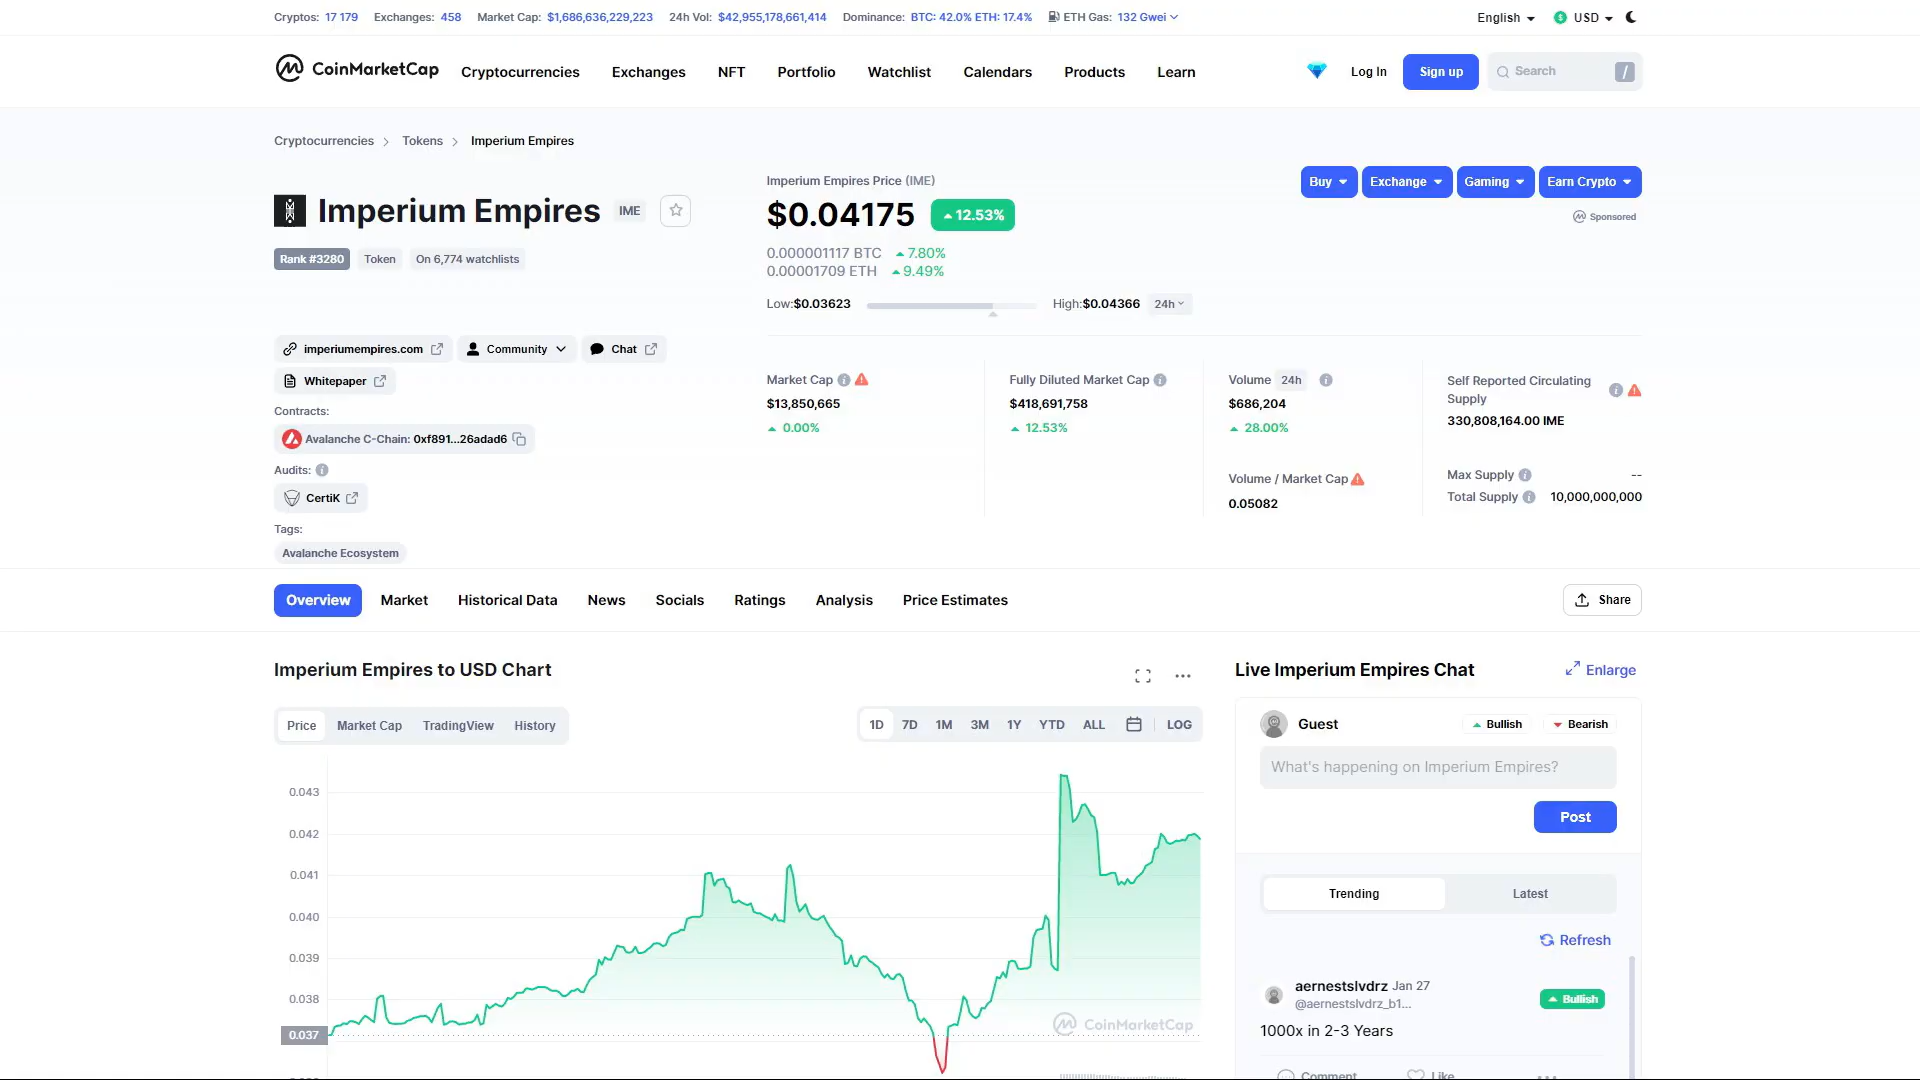 Cryptos: 17 179 Exchanges: 458 Market Cap: $1,686,636,229,223 24h Vol: $42,955,178,661,414 Dominance: BTC: 42.0% ETH: 17.4% ETH Gas: 132 Gwei English USD
CoinMarketCap Cryptocurrencies Exchanges NFT Portfolio Watchlist Calendars Products Learn Log In Sign up Search /
Cryptocurrencies Tokens Imperium Empires
Imperium Empires IME
Rank #3280 Token On 6,774 watchlists
imperiumempires.com Community Chat
Whitepaper
Contracts:
Avalanche C-Chain: 0xf891...26adad6
Audits:
CertiK
Tags:
Avalanche Ecosystem
Imperium Empires Price (IME)
$0.04175 12.53%
0.000001117 BTC 7.80%
0.00001709 ETH 9.49%
Low:$0.03623 High:$0.04366 24h
Buy Exchange Gaming Earn Crypto
Sponsored
Market Cap
$13,850,665
0.00%
Fully Diluted Market Cap
$418,691,758
12.53%
Volume 24h
$686,204
28.00%
Volume / Market Cap
0.05082
Self Reported Circulating
Supply
330,808,164.00 IME
Max Supply --
Total Supply 10,000,000,000
Overview Market Historical Data News Socials Ratings Analysis Price Estimates Share
Imperium Empires to USD Chart
Price Market Cap TradingView History 1D 7D 1M 3M 1Y YTD ALL LOG
0.043
0.042
0.041
0.040
0.039
0.038
0.037
CoinMarketCap
Live Imperium Empires Chat Enlarge
Guest Bullish Bearish
What's happening on Imperium Empires?
Post
Trending Latest
Refresh
aernestslvdrz Jan 27
@aernestslvdrz_b1...
Bullish
1000x in 2-3 Years
Comment Like